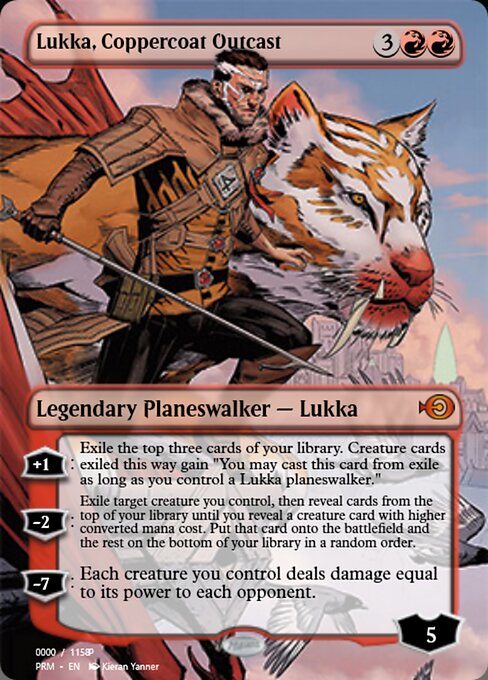 Lukka, Coppercoat Outcast 3
Legendary Planeswalker — Lukka
+1: Exile the top three cards of your library. Creature cards
exiled this way gain "You may cast this card from exile
as long as you control a Lukka planeswalker."
-2: Exile target creature you control, then reveal cards from the
top of your library until you reveal a creature card with higher
converted mana cost. Put that card onto the battlefield and
the rest on the bottom of your library in a random order.
-7: Each creature you control deals damage equal
to its power to each opponent.
5
0000 / 1158P
PRM - EN Kieran Yanner